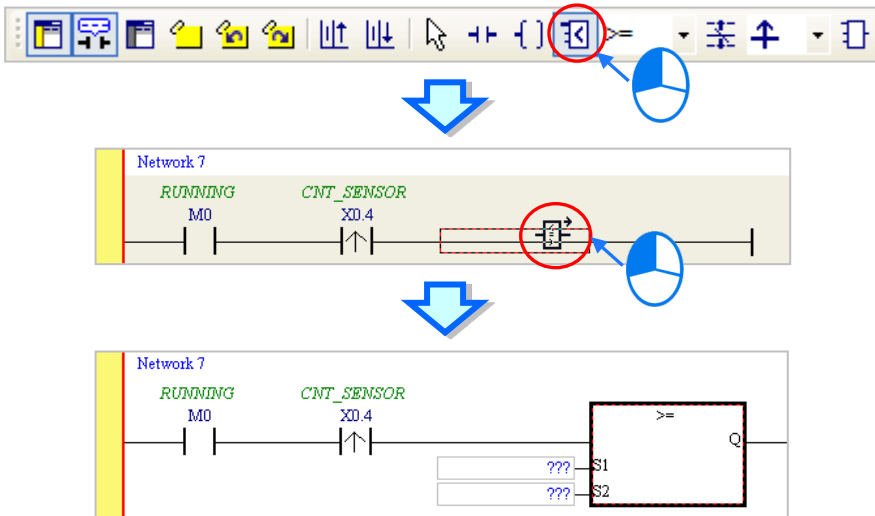 >=
Network 7
RUNNING CNT_SENSOR
M0 X0.4
Network 7
RUNNING CNT_SENSOR
M0 X0.4
>=
Q
??? S1
??? S2